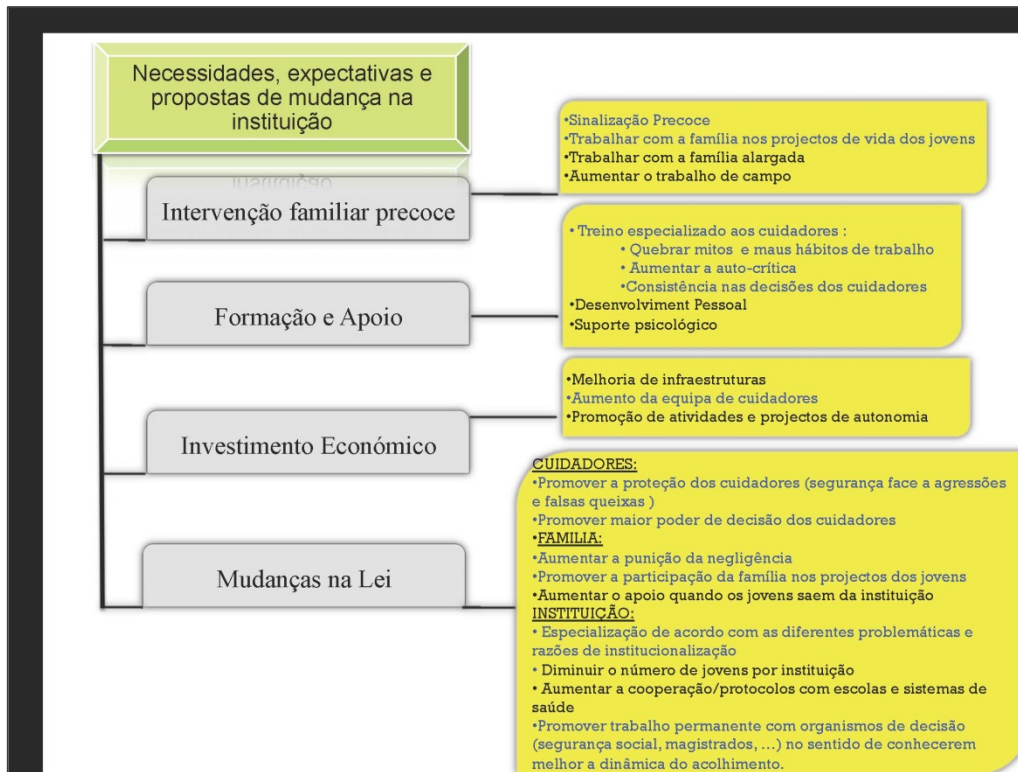 Necessidades, expectativas e
propostas de mudança na
instituição
Intervenção familiar precoce
•Sinalização Precoce
•Trabalhar com a família nos projectos de vida dos jovens
•Trabalhar com a família alargada
•Aumentar o trabalho de campo
Formação e Apoio
• Treino especializado aos cuidadores :
• Quebrar mitos e maus hábitos de trabalho
• Aumentar a auto-crítica
•Consistência nas decisões dos cuidadores
•Desenvolviment Pessoal
•Suporte psicológico
Investimento Económico
•Melhoria de infraestruturas
•Aumento da equipa de cuidadores
•Promoção de atividades e projectos de autonomia
Mudanças na Lei
CUIDADORES:
•Promover a proteção dos cuidadores (segurança face a agressões
e falsas queixas )
•Promover maior poder de decisão dos cuidadores
•FAMILIA:
•Aumentar a punição da negligência
•Promover a participação da família nos projectos dos jovens
•Aumentar o apoio quando os jovens saem da instituição
INSTITUIÇÃO:
• Especialização de acordo com as diferentes problemáticas e
razões de institucionalização
• Diminuir o número de jovens por instituição
• Aumentar a cooperação/protocolos com escolas e sistemas de
saúde
•Promover trabalho permanente com organismos de decisão
(segurança social, magistrados, ...) no sentido de conhecerem
melhor a dinâmica do acolhimento.